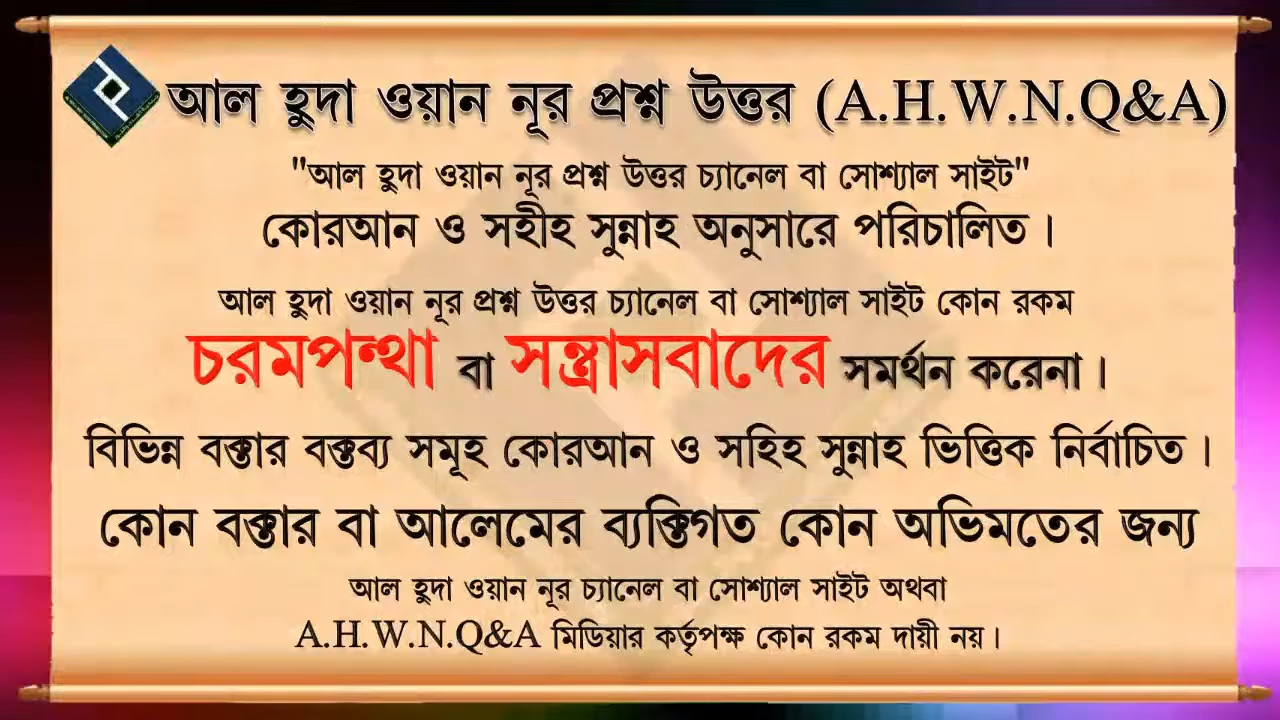 আল হুদা ওয়ান নূর প্রশ্ন উত্তর (A.H.W.N.Q&A)
"আল হুদা ওয়ান নূর প্রশ্ন উত্তর চ্যানেল বা সোশ্যাল সাইট"
কোরআন ও সহীহ সুন্নাহ অনুসারে পরিচালিত।
আল হুদা ওয়ান নূর প্রশ্ন উত্তর চ্যানেল বা সোশ্যাল সাইট কোন রকম
চরমপন্থা বা সন্ত্রাসবাদের সমর্থন করেনা।
বিভিন্ন বক্তার বক্তব্য সমূহ কোরআন ও সহিহ সুন্নাহ ভিত্তিক নির্বাচিত।
কোন বক্তার বা আলেমের ব্যক্তিগত কোন অভিমতের জন্য
আল হুদা ওয়ান নূর চ্যানেল বা সোশ্যাল সাইট অথবা
A.H.W.N.Q&A মিডিয়ার কর্তৃপক্ষ কোন রকম দায়ী নয়।